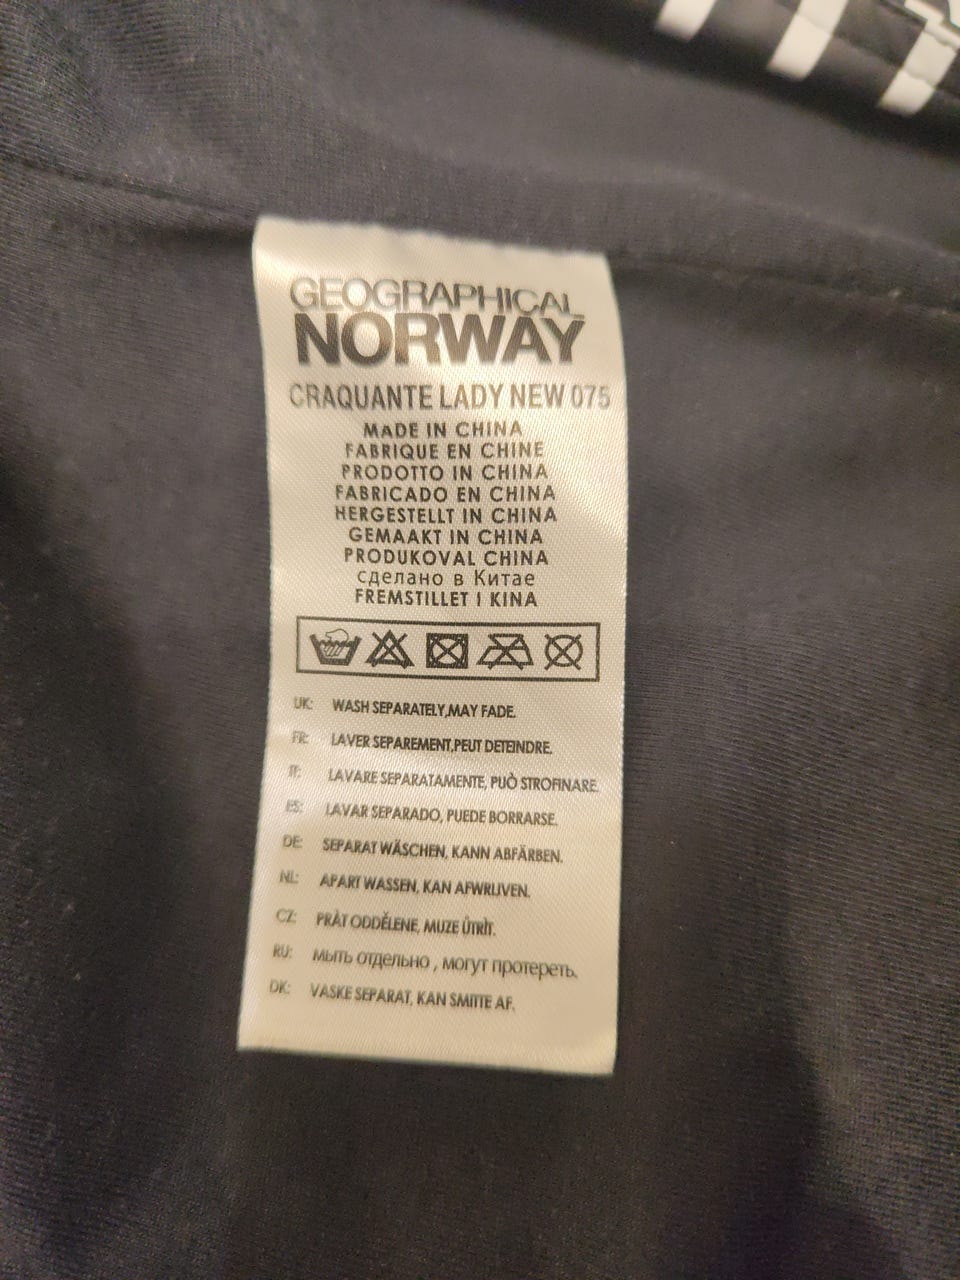 GEOGRAPHICAL
NORWAY
CRAQUANTE LADY NEW 075
MADE IN CHINA
FABRIQUE EN CHINE
PRODOTTO IN CHINA
FABRICADO EN CHINA
HERGESTELLT IN CHINA
GEMAAKT IN CHINA
PRODUKOVAL CHINA
сделано в Китае
FREMSTILLET I KINA
UK: WASH SEPARATELY,MAY FADE.
FR: LAVER SEPAREMENT,PEUT DETEINDRE.
IT: LAVARE SEPARATAMENTE, PUÒ STROFINARE.
ES: LAVAR SEPARADO, PUEDE BORRARSE.
DE: SEPARAT WÄSCHEN, KANN ABFÄRBEN.
NL: APART WASSEN, KAN AFWRIJVEN.
CZ: PRÀT ODDĚLENE, MUZE ÛTRÌT.
RU: мыть отдельно , могут протереть.
DK: VASKE SEPARAT, KAN SMITTE AF.